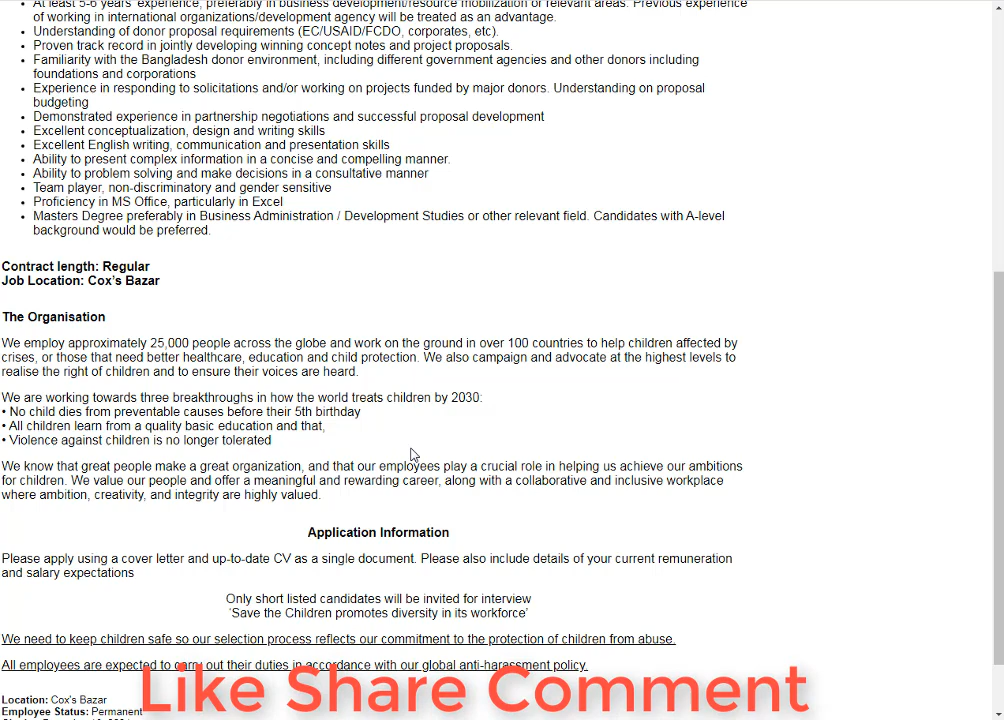 At least 5-6 years' experience, preferably in business development/resource mobilization or relevant areas. Previous experience
of working in international organizations/development agency will be treated as an advantage.
• Understanding of donor proposal requirements (EC/USAID/FCDO, corporates, etc).
• Proven track record in jointly developing winning concept notes and project proposals.
• Familiarity with the Bangladesh donor environment, including different government agencies and other donors including
foundations and corporations
• Experience in responding to solicitations and/or working on projects funded by major donors. Understanding on proposal
budgeting
• Demonstrated experience in partnership negotiations and successful proposal development
• Excellent conceptualization, design and writing skills
• Excellent English writing, communication and presentation skills
• Ability to present complex information in a concise and compelling manner.
• Ability to problem solving and make decisions in a consultative manner
• Team player, non-discriminatory and gender sensitive
• Proficiency in MS Office, particularly in Excel
• Masters Degree preferably in Business Administration / Development Studies or other relevant field. Candidates with A-level
background would be preferred.
Contract length: Regular
Job Location: Cox's Bazar
The Organisation
We employ approximately 25,000 people across the globe and work on the ground in over 100 countries to help children affected by
crises, or those that need better healthcare, education and child protection. We also campaign and advocate at the highest levels to
realise the right of children and to ensure their voices are heard.
We are working towards three breakthroughs in how the world treats children by 2030:
• No child dies from preventable causes before their 5th birthday
• All children learn from a quality basic education and that,
• Violence against children is no longer tolerated
We know that great people make a great organization, and that our employees play a crucial role in helping us achieve our ambitions
for children. We value our people and offer a meaningful and rewarding career, along with a collaborative and inclusive workplace
where ambition, creativity, and integrity are highly valued.
Application Information
Please apply using a cover letter and up-to-date CV as a single document. Please also include details of your current remuneration
and salary expectations
Only short listed candidates will be invited for interview
'Save the Children promotes diversity in its workforce'
We need to keep children safe so our selection process reflects our commitment to the protection of children from abuse.
All employees are expected to carry out their duties in accordance with our global anti-harassment policy.
Like Share Comment
Location: Cox's Bazar
Employee Status: Permanent